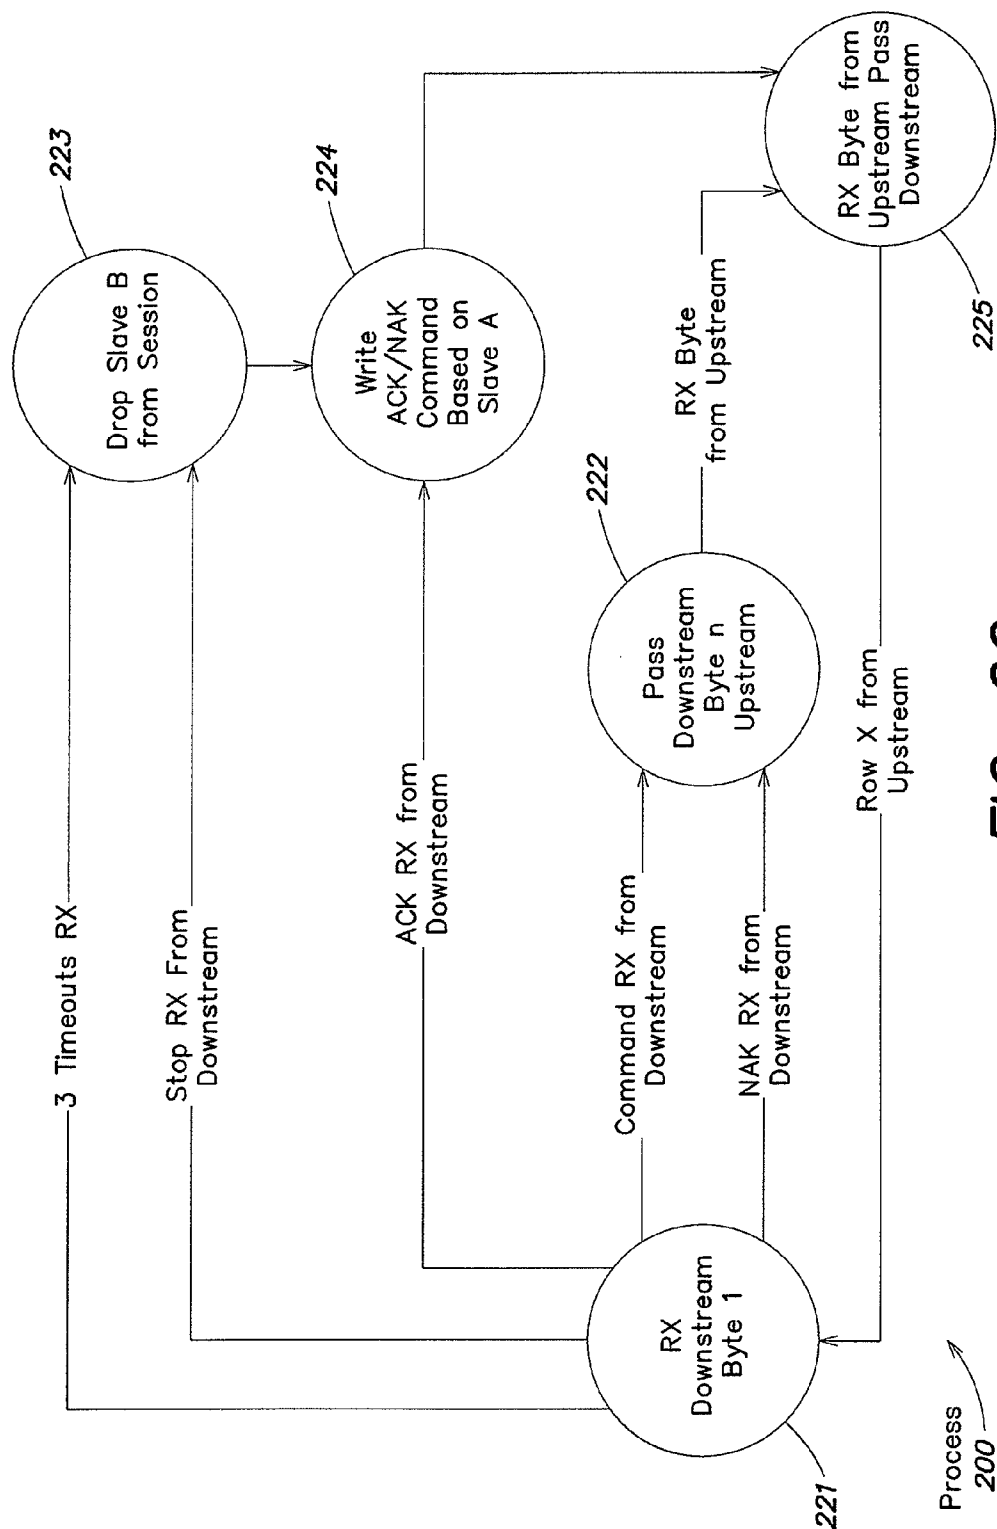 223
Drop Slave B
from Session
224
Write
ACK/NAK
Command
Based on
Slave A
3 Timeouts RX
Stop RX From
Downstream
ACK RX from
Downstream
222
Pass
Downstream
Byte n
Upstream
RX Byte
from Upstream
RX Byte from
Upstream Pass
Downstream
225
Command RX from
Downstream
NAK RX from
Downstream
Row X from
Upstream
RX
Downstream
Byte 1
221
Process
200